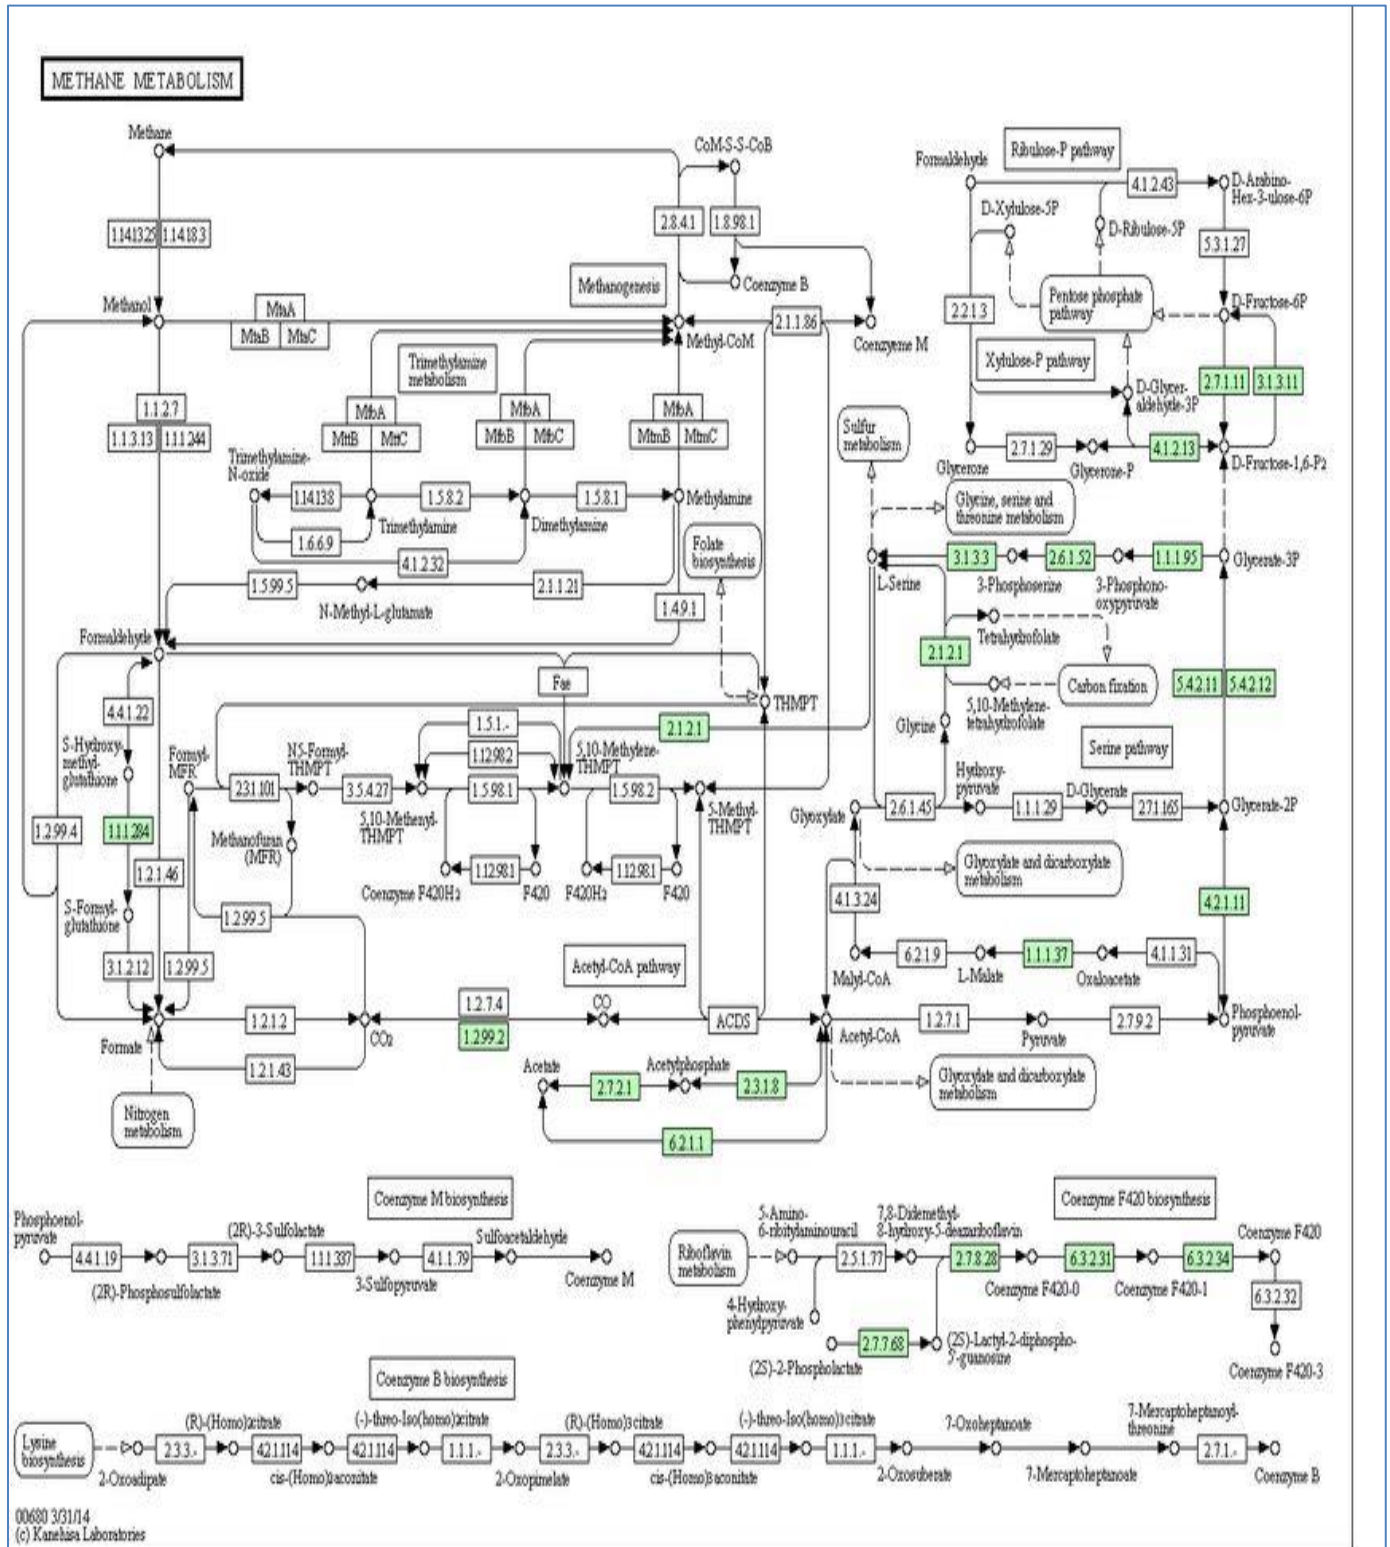 METHANE METABOLISM
Methane
CoM-S-S-CoB
1.14.13.25
1.14.18.3
2.8.4.1
1.8.98.1
Methanogenesis
Coenzyme B
Methanol
MtaA
MtaB
MtaC
Methyl-CoM
2.1.1.86
Coenzyeme M
Trimethylamine
metabolism
1.1.2.7
1.1.3.13
1.1.1.244
MtbA
MttB
MttC
MtbA
MtbB
MtbC
MtbA
MtmB
MtmC
Trimethylamine-
N-oxide
1.14.13.8
1.5.8.2
1.5.8.1
Methylamine
Trimethylamine
Dimethylamine
1.6.6.9
4.1.2.32
1.5.99.5
2.1.1.21
N-Methyl-L-glutamate
1.4.9.1
Folate
biosynthesis
Formaldehyde
Ribulose-P pathway
4.1.2.43
D-Arabino-
Hex-3-ulose-6P
D-Xylulose-5P
D-Ribulose-5P
5.3.1.27
Pentose phosphate
pathway
D-Fructose-6P
2.2.1.3
Xylulose-P pathway
D-Glycer-
aldehyde-3P
2.7.1.11
3.1.3.11
Glycerone
2.7.1.29
Glycerone-P
4.1.2.13
D-Fructose-1,6-P2
Sulfur
metabolism
Glycine, serine and
threonine metabolism
3.1.3.3
2.6.1.52
1.1.1.95
Glycerate-3P
L-Serine
3-Phosphoserine
3-Phosphono-
oxypyruvate
Tetrahydrofolate
2.1.2.1
Carbon fixation
5,10-Methylene-
tetrahydrofolate
5.4.2.11
5.4.2.12
Glycine
Serine pathway
Formaldehyde
Fae
THMPT
4.4.1.22
S-Hydroxy-
methyl-
glutathione
Formyl-
MFR
N5-Formyl-
THMPT
1.5.1.-
1.12.98.2
5,10-Methylene-
THMPT
2.1.2.1
2.3.1.101
3.5.4.27
1.5.98.1
1.5.98.2
5,10-Methenyl-
THMPT
5-Methyl-
THMPT
1.2.99.4
1.1.1.284
Methanofuran
(MFR)
1.2.1.46
1.12.98.1
1.12.98.1
Coenzyme F420H2
F420
F420H2
F420
S-Formyl-
glutathione
1.2.99.5
3.1.2.12
1.2.99.5
Hydroxy-
pyruvate
D-Glycerate
Glyoxylate
2.6.1.45
1.1.1.29
2.7.1.165
Glycerate-2P
Glyoxylate and dicarboxylate
metabolism
4.1.3.24
4.2.1.11
6.2.1.9
1.1.1.37
4.1.1.31
Malyl-CoA
L-Malate
Oxaloacetate
Acetyl-CoA pathway
Formate
1.2.1.2
CO2
1.2.7.4
1.2.99.2
CO
ACDS
Acetyl-CoA
1.2.7.1
Pyruvate
2.7.9.2
Phosphoenol-
pyruvate
1.2.1.43
Acetate
2.7.2.1
Acetylphosphate
2.3.1.8
Glyoxylate and dicarboxylate
metabolism
Nitrogen
metabolism
6.2.1.1
Coenzyme M biosynthesis
Phosphoenol-
pyruvate
4.4.1.19
(2R)-Phosphosulfolactate
3.1.3.71
(2R)-3-Sulfolactate
1.1.1.337
3-Sulfopyruvate
4.1.1.79
Sulfoacetaldehyde
Coenzyme M
Coenzyme F420 biosynthesis
Riboflavin
metabolism
5-Amino-
6-ribitylaminouracil
2.5.1.77
7,8-Didemethyl-
8-hydroxy-5-deazariboflavin
2.7.8.28
Coenzyme F420-0
6.3.2.31
Coenzyme F420-1
6.3.2.34
Coenzyme F420
6.3.2.32
Coenzyme F420-3
4-Hydroxy-
phenylpyruvate
(2S)-2-Phospholactate
2.7.7.68
(2S)-Lactyl-2-diphospho-
5'-guanosine
Coenzyme B biosynthesis
Lysine
biosynthesis
2-Oxoadipate
2.3.3.-
(R)-(Homo)2citrate
4.2.1.114
cis-(Homo)2aconitate
4.2.1.114
(-)-threo-Iso(homo)2citrate
1.1.1.-
2-Oxopimelate
2.3.3.-
(R)-(Homo)3citrate
4.2.1.114
cis-(Homo)3aconitate
4.2.1.114
(-)-threo-Iso(homo)3citrate
1.1.1.-
2-Oxosuberate
7-Oxoheptanoate
7-Mercaptoheptanoate
7-Mercaptoheptanoyl-
threonine
2.7.1.-
Coenzyme B
00680 3/31/14
(c) Kanehisa Laboratories